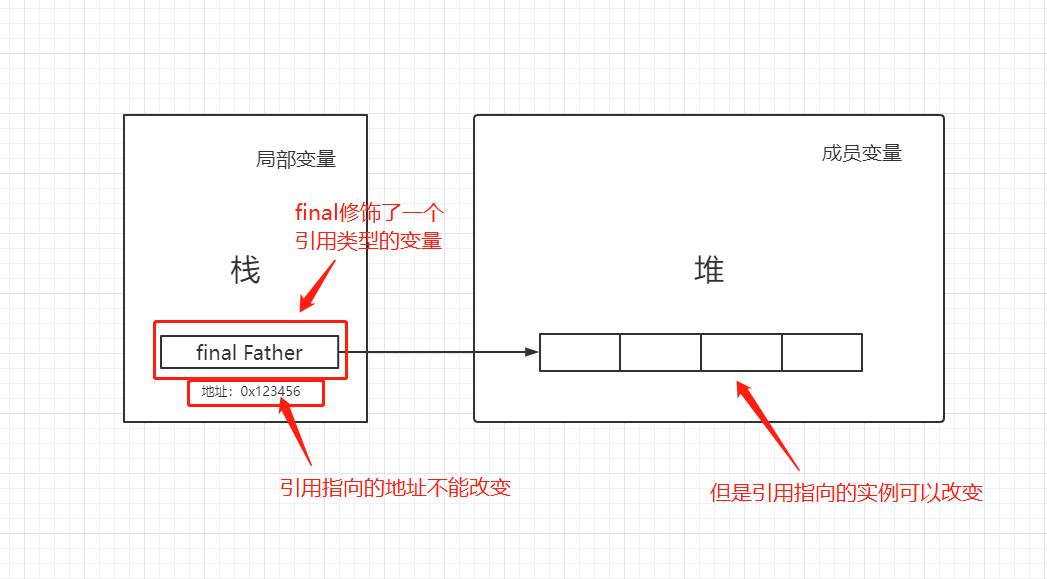 局部变量
成员变量
final修饰了一个
引用类型的变量
栈
堆
final Father
地址：0x123456
引用指向的地址不能改变
但是引用指向的实例可以改变